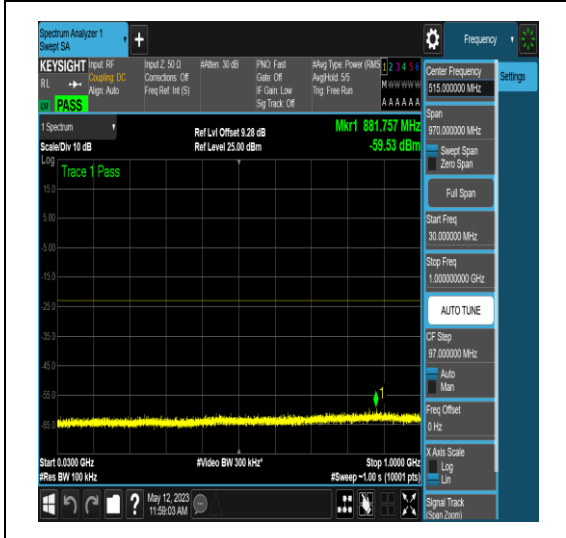 Spectrum Analyzer 1
Swept SA
+
Frequency
KEYSIGHT
RL
Input: RF
Coupling: DC
Align: Auto
Input Z: 50 Ω
Corrections: Off
Freq Ref: Int (S)
#Atten: 30 dB
PNO: Fast
Gate: Off
IF Gain: Low
Sig Track: Off
#Avg Type: Power (RMS
Avg|Hold: 5/5
Trig: Free Run
1 2 3 4 5 6
M W W W W W
A A A A A A
PASS
1 Spectrum
Scale/Div 10 dB
Ref Lvl Offset 9.28 dB
Ref Level 25.00 dBm
Mkr1 881.757 MHz
-59.53 dBm
Log
Trace 1 Pass
15.0
5.00
-5.00
-15.0
-25.0
-35.0
-45.0
-55.0
-65.0
1
Start 0.0300 GHz
#Res BW 100 kHz
#Video BW 300 kHz*
Stop 1.0000 GHz
#Sweep ~1.00 s (10001 pts)
?
May 12, 2023
11:59:03 AM
Center Frequency
515.000000 MHz
Settings
Span
970.000000 MHz
Swept Span
Zero Span
Full Span
Start Freq
30.000000 MHz
Stop Freq
1.000000000 GHz
AUTO TUNE
CF Step
97.000000 MHz
Auto
Man
Freq Offset
0 Hz
X Axis Scale
Log
Lin
Signal Track
(Span Zoom)